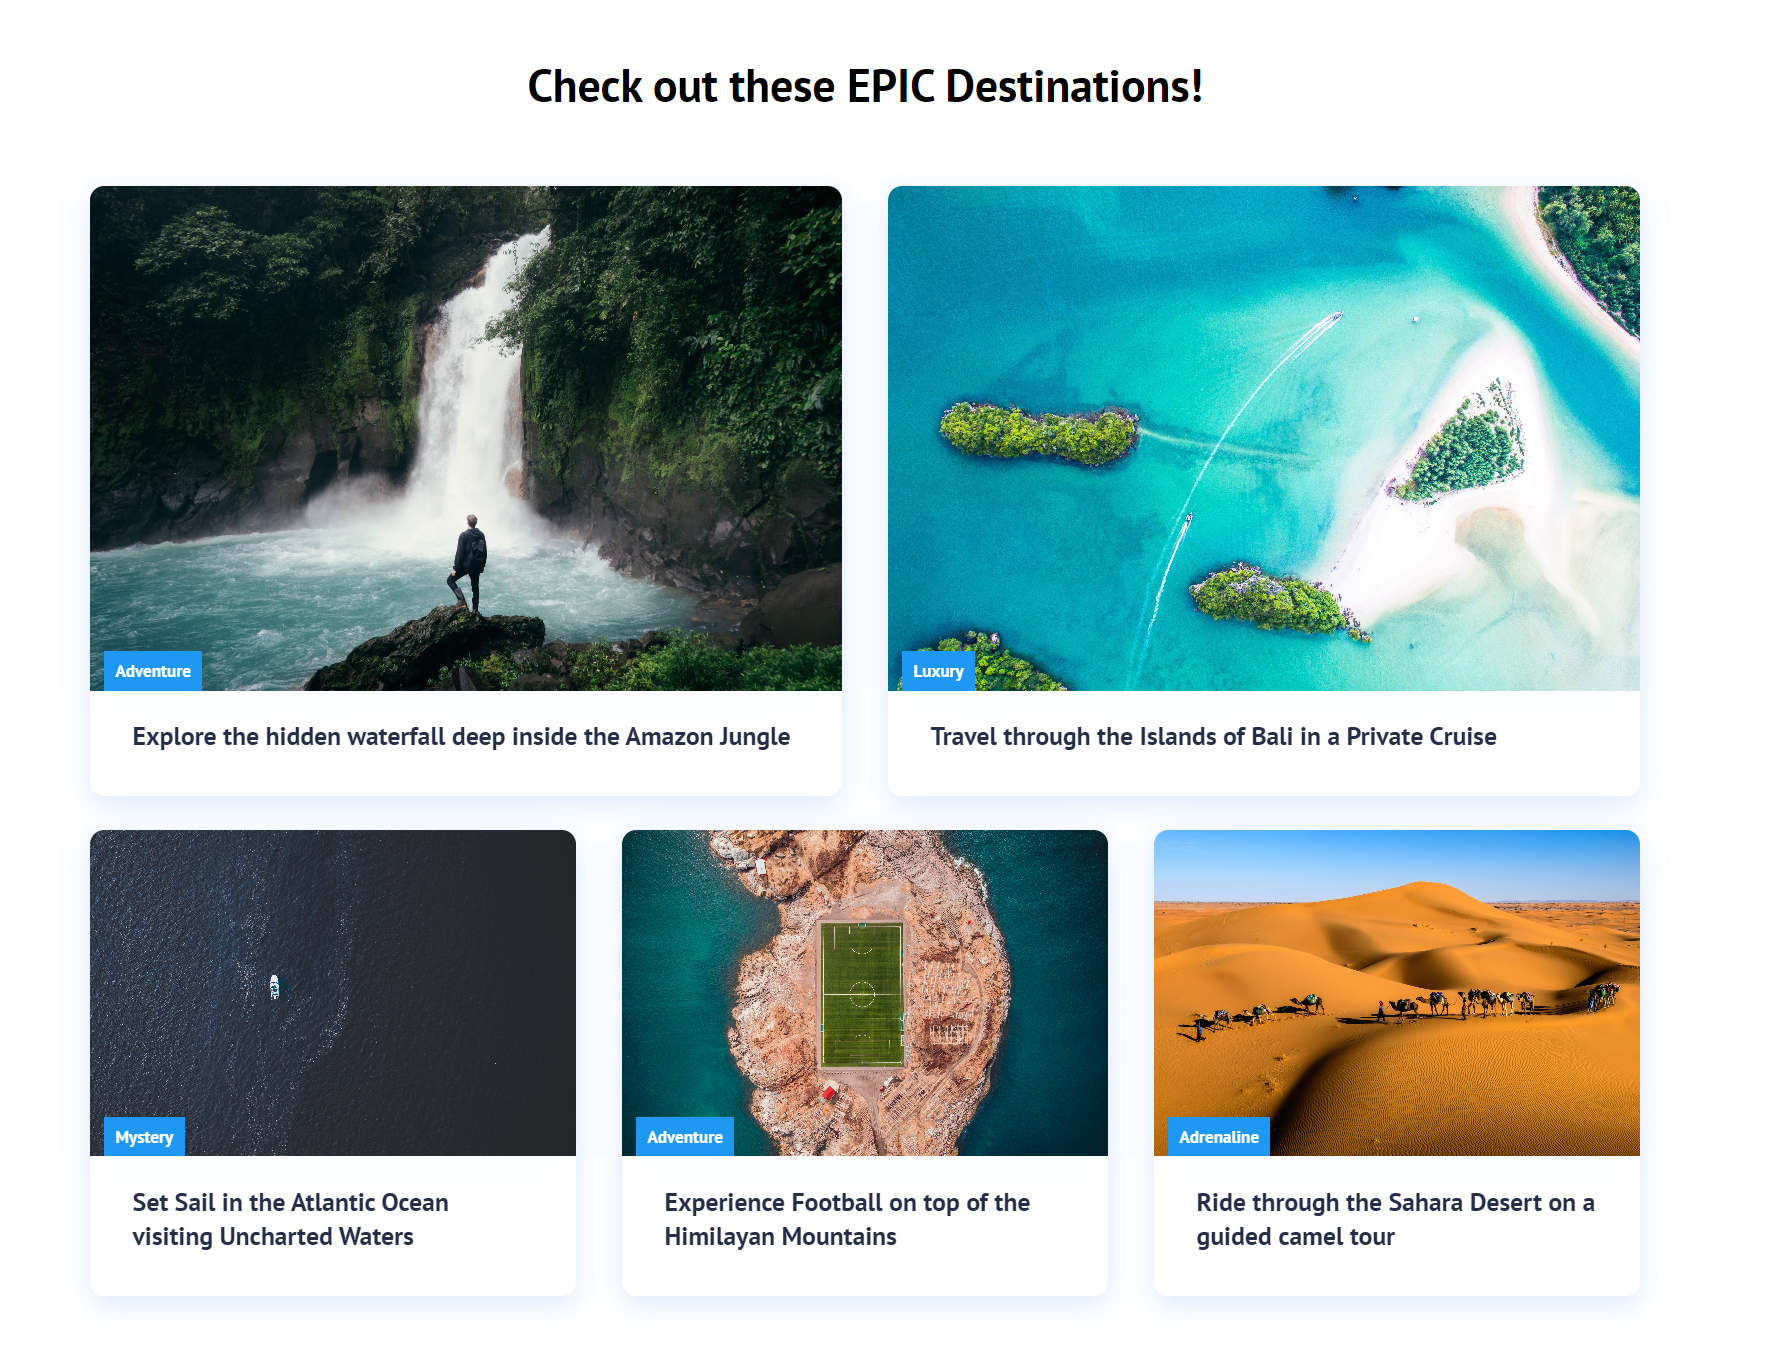 Check out these EPIC Destinations!
Adventure
Explore the hidden waterfall deep inside the Amazon Jungle
Luxury
Travel through the Islands of Bali in a Private Cruise
Mystery
Set Sail in the Atlantic Ocean
visiting Uncharted Waters
Adventure
Experience Football on top of the
Himilayan Mountains
Adrenaline
Ride through the Sahara Desert on a
guided camel tour